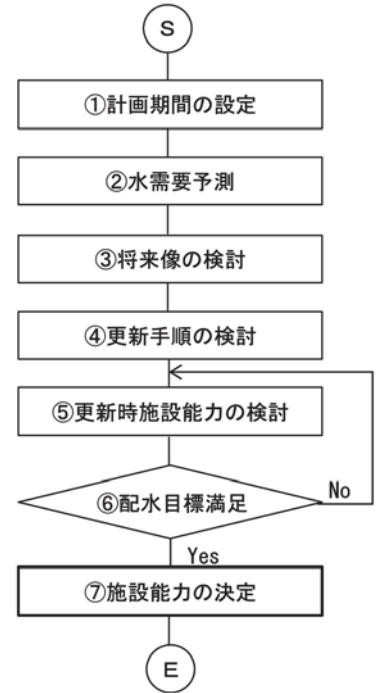 S
①計画期間の設定
②水需要予測
③将来像の検討
④更新手順の検討
⑤更新時施設能力の検討
⑥配水目標満足
No
Yes
⑦施設能力の決定
E